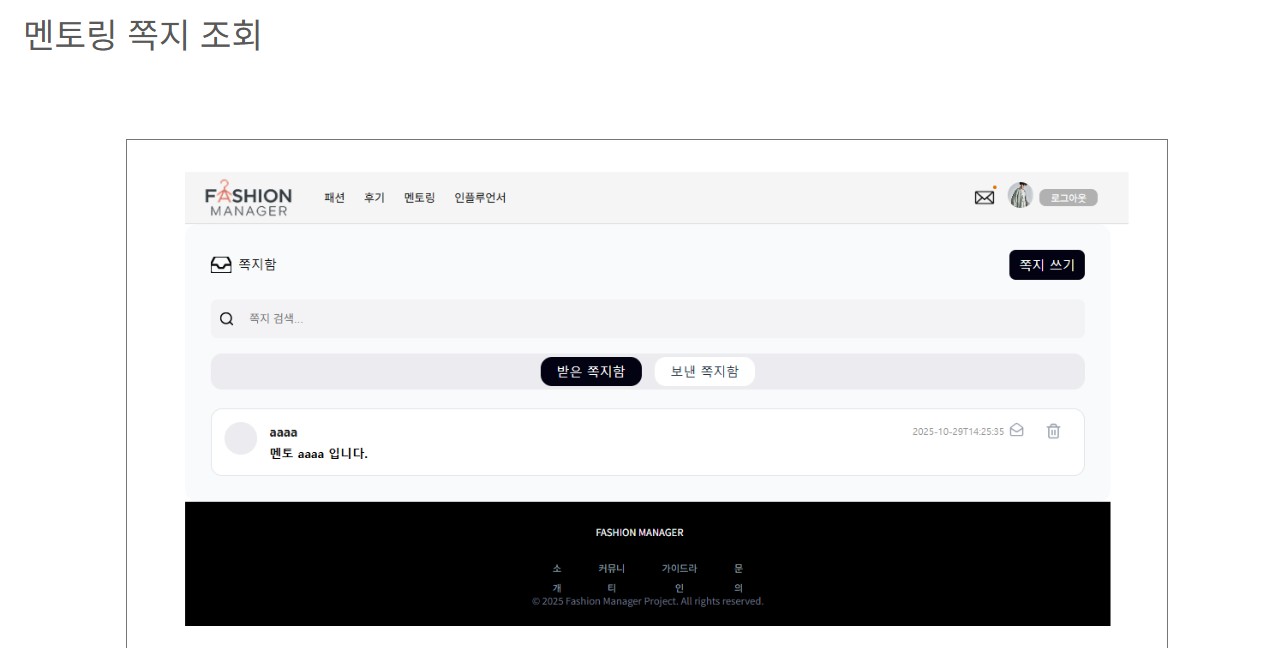 멘토링 쪽지 조회
FASHION
MANAGER
패션 후기 멘토링 인플루언서
로그아웃
쪽지함
쪽지 쓰기
쪽지 검색...
받은 쪽지함 보낸 쪽지함
aaaa
2025-10-29T14:25:35
멘토 aaaa 입니다.
FASHION MANAGER
소 커뮤니 가이드라 문
개 티 인 의
© 2025 Fashion Manager Project. All rights reserved.